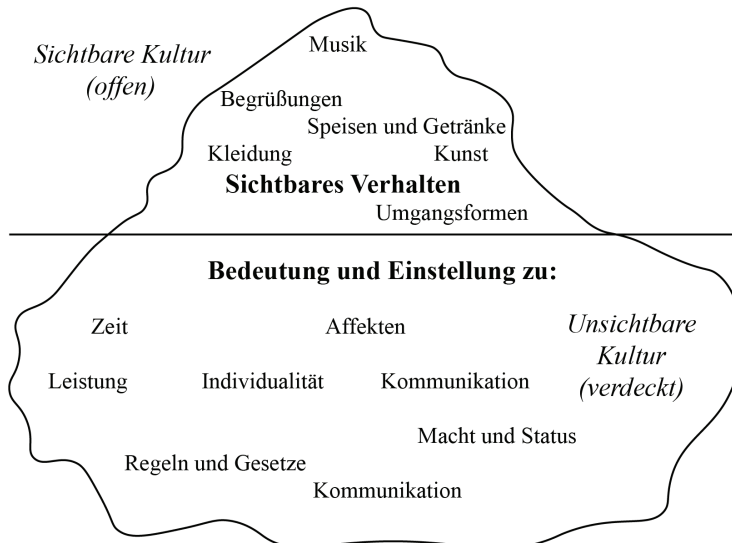 Sichtbare Kultur
(offen)
Musik
Begrüßungen
Speisen und Getränke
Kleidung
Kunst
Sichtbares Verhalten
Umgangsformen
Bedeutung und Einstellung zu:
Zeit
Affekten
Unsichtbare
Kultur
(verdeckt)
Leistung
Individualität
Kommunikation
Macht und Status
Regeln und Gesetze
Kommunikation